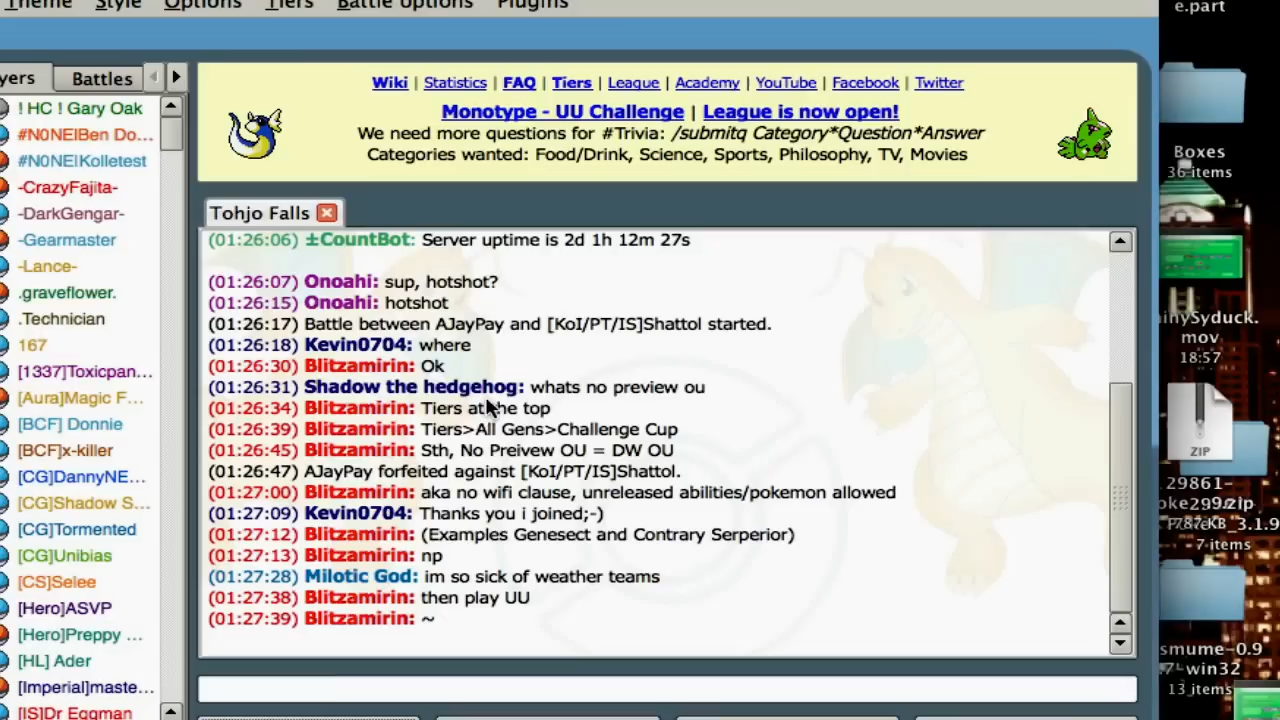 Theme Style Options Tiers Battle options Plugins
e.part
yers Battles
! HC ! Gary Oak
#N0NE|Ben Do...
#N0NE|Kolletest
-CrazyFajita-
-DarkGengar-
-Gearmaster
-Lance-
.graveflower.
.Technician
167
[1337]Toxicpan...
[Aura]Magic F...
[BCF] Donnie
[BCF]x-killer
[CG]DannyNE...
[CG]Shadow S...
[CG]Tormented
[CG]Unibias
[CS]Selee
[Hero]ASVP
[Hero]Preppy ...
[HL] Ader
[Imperial]maste...
[IS]Dr Eggman
Wiki | Statistics | FAQ | Tiers | League | Academy | YouTube | Facebook | Twitter
Monotype - UU Challenge | League is now open!
We need more questions for #Trivia: /submitq Category*Question*Answer
Categories wanted: Food/Drink, Science, Sports, Philosophy, TV, Movies
Tohjo Falls
(01:26:06) ±CountBot: Server uptime is 2d 1h 12m 27s
(01:26:07) Onoahi: sup, hotshot?
(01:26:15) Onoahi: hotshot
(01:26:17) Battle between AJayPay and [KoI/PT/IS]Shattol started.
(01:26:18) Kevin0704: where
(01:26:30) Blitzamirin: Ok
(01:26:31) Shadow the hedgehog: whats no preview ou
(01:26:34) Blitzamirin: Tiers at the top
(01:26:39) Blitzamirin: Tiers>All Gens>Challenge Cup
(01:26:45) Blitzamirin: Sth, No Preivew OU = DW OU
(01:26:47) AJayPay forfeited against [KoI/PT/IS]Shattol.
(01:27:00) Blitzamirin: aka no wifi clause, unreleased abilities/pokemon allowed
(01:27:09) Kevin0704: Thanks you i joined;-)
(01:27:12) Blitzamirin: (Examples Genesect and Contrary Serperior)
(01:27:13) Blitzamirin: np
(01:27:28) Milotic God: im so sick of weather teams
(01:27:38) Blitzamirin: then play UU
(01:27:39) Blitzamirin: ~
Boxes
36 items
inySyduck.
mov
18:57
ZIP
29861-
oke299.zip
3.1.9
7 items
smume-0.9
win32
13 items